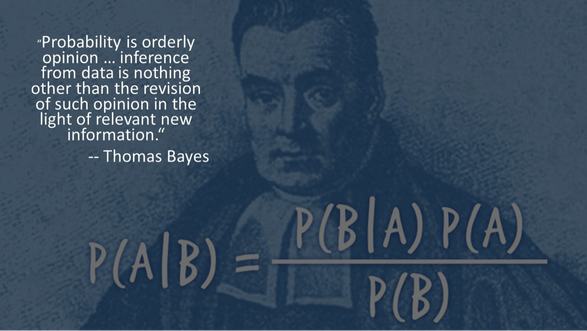 "Probability is orderly
opinion ... inference
from data is nothing
other than the revision
of such opinion in the
light of relevant new
information.“
-- Thomas Bayes
P(A|B) = P(B|A) P(A)
P(B)